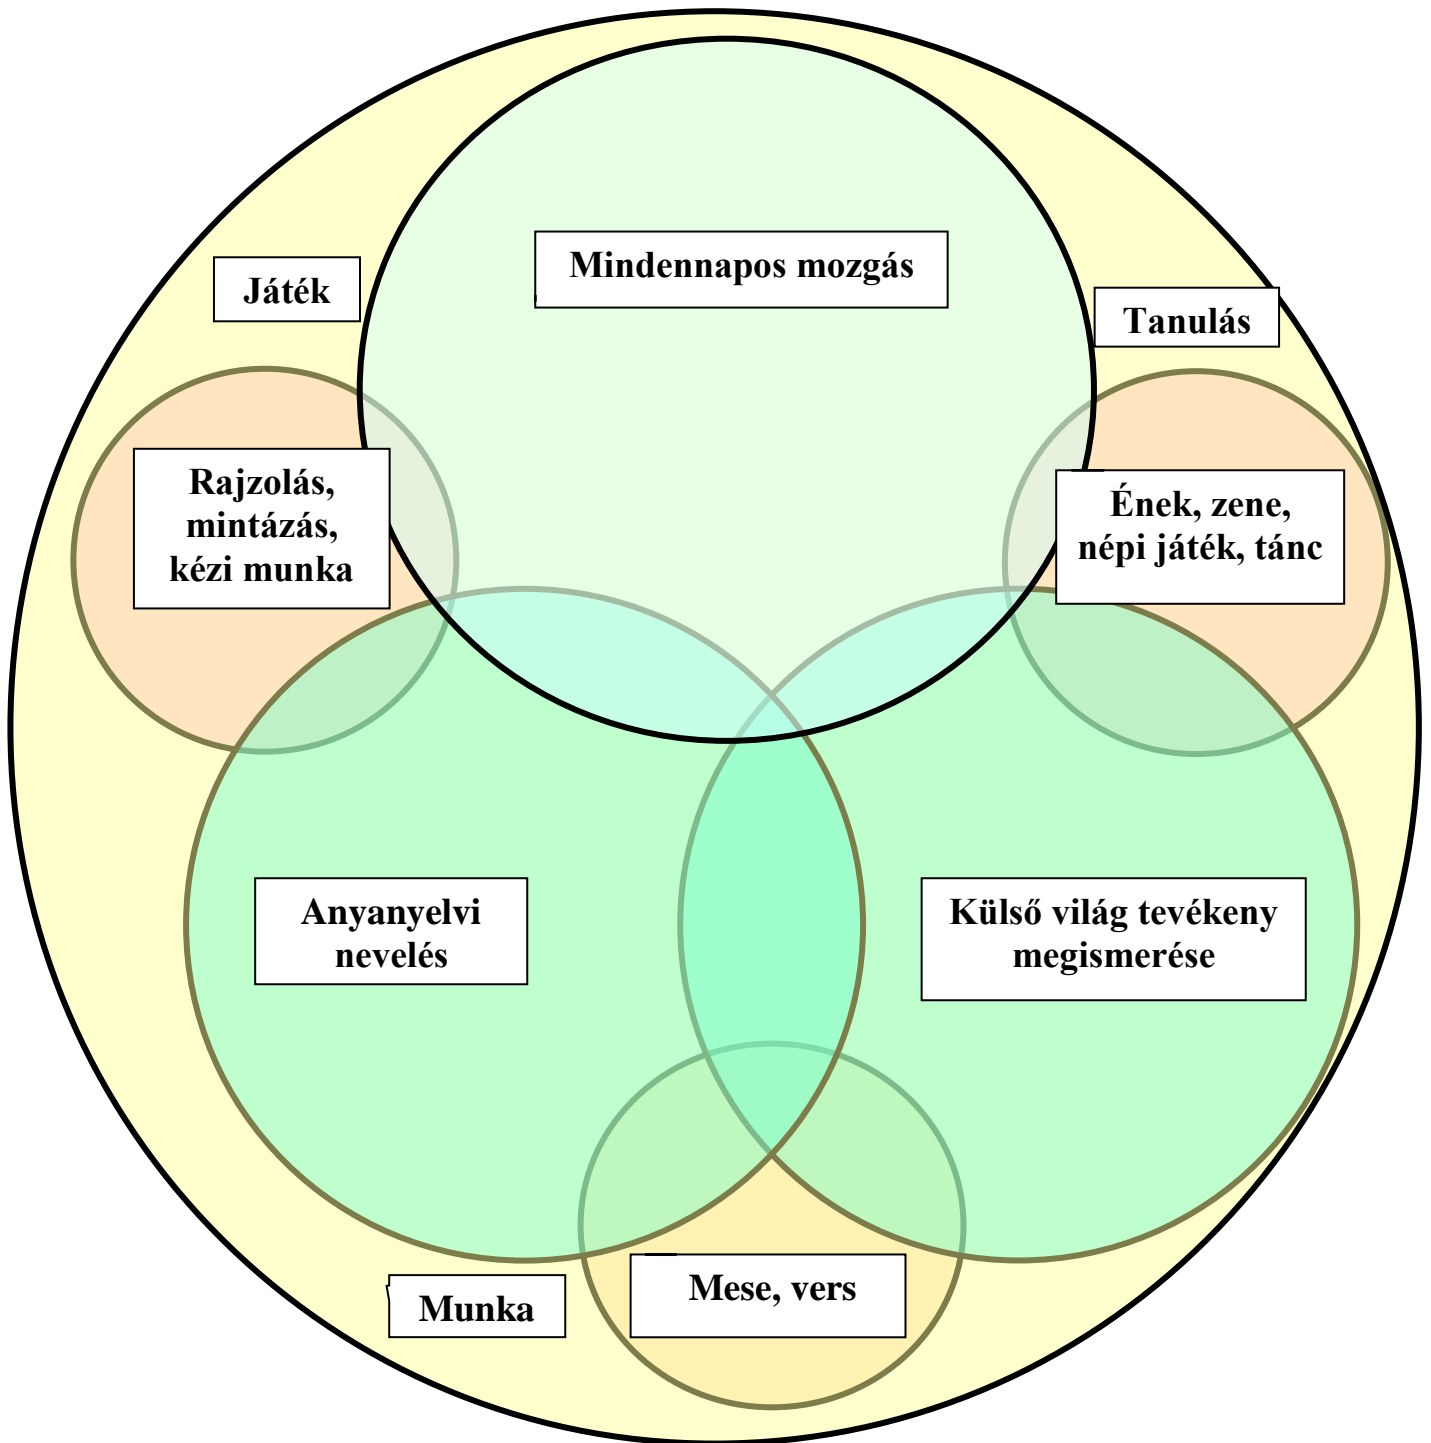 Mindennapos mozgás
Játék
Tanulás
Rajzolás,
mintázás,
kézi munka
Ének, zene,
népi játék, tánc
Anyanyelvi
nevelés
Külső világ tevékeny
megismerése
Mese, vers
Munka